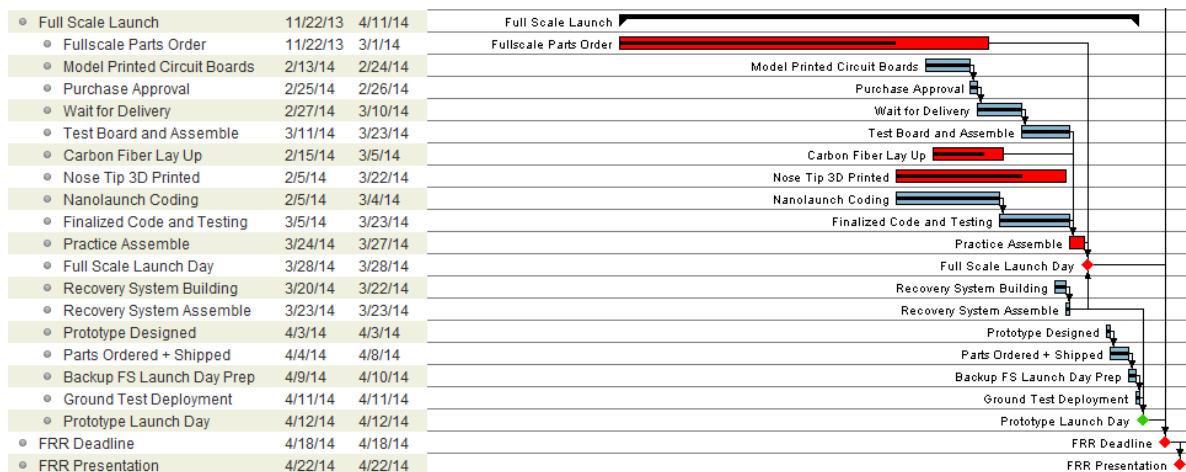 Full Scale Launch 11/22/13 4/11/14 Full Scale Launch
Fullscale Parts Order 11/22/13 3/1/14 Fullscale Parts Order
Model Printed Circuit Boards 2/13/14 2/24/14 Model Printed Circuit Boards
Purchase Approval 2/25/14 2/26/14 Purchase Approval
Wait for Delivery 2/27/14 3/10/14 Wait for Delivery
Test Board and Assemble 3/11/14 3/23/14 Test Board and Assemble
Carbon Fiber Lay Up 2/15/14 3/5/14 Carbon Fiber Lay Up
Nose Tip 3D Printed 2/5/14 3/22/14 Nose Tip 3D Printed
Nanolaunch Coding 2/5/14 3/4/14 Nanolaunch Coding
Finalized Code and Testing 3/5/14 3/23/14 Finalized Code and Testing
Practice Assemble 3/24/14 3/27/14 Practice Assemble
Full Scale Launch Day 3/28/14 3/28/14 Full Scale Launch Day
Recovery System Building 3/20/14 3/22/14 Recovery System Building
Recovery System Assemble 3/23/14 3/23/14 Recovery System Assemble
Prototype Designed 4/3/14 4/3/14 Prototype Designed
Parts Ordered + Shipped 4/4/14 4/8/14 Parts Ordered + Shipped
Backup FS Launch Day Prep 4/9/14 4/10/14 Backup FS Launch Day Prep
Ground Test Deployment 4/11/14 4/11/14 Ground Test Deployment
Prototype Launch Day 4/12/14 4/12/14 Prototype Launch Day
FRR Deadline 4/18/14 4/18/14 FRR Deadline
FRR Presentation 4/22/14 4/22/14 FRR Presentation